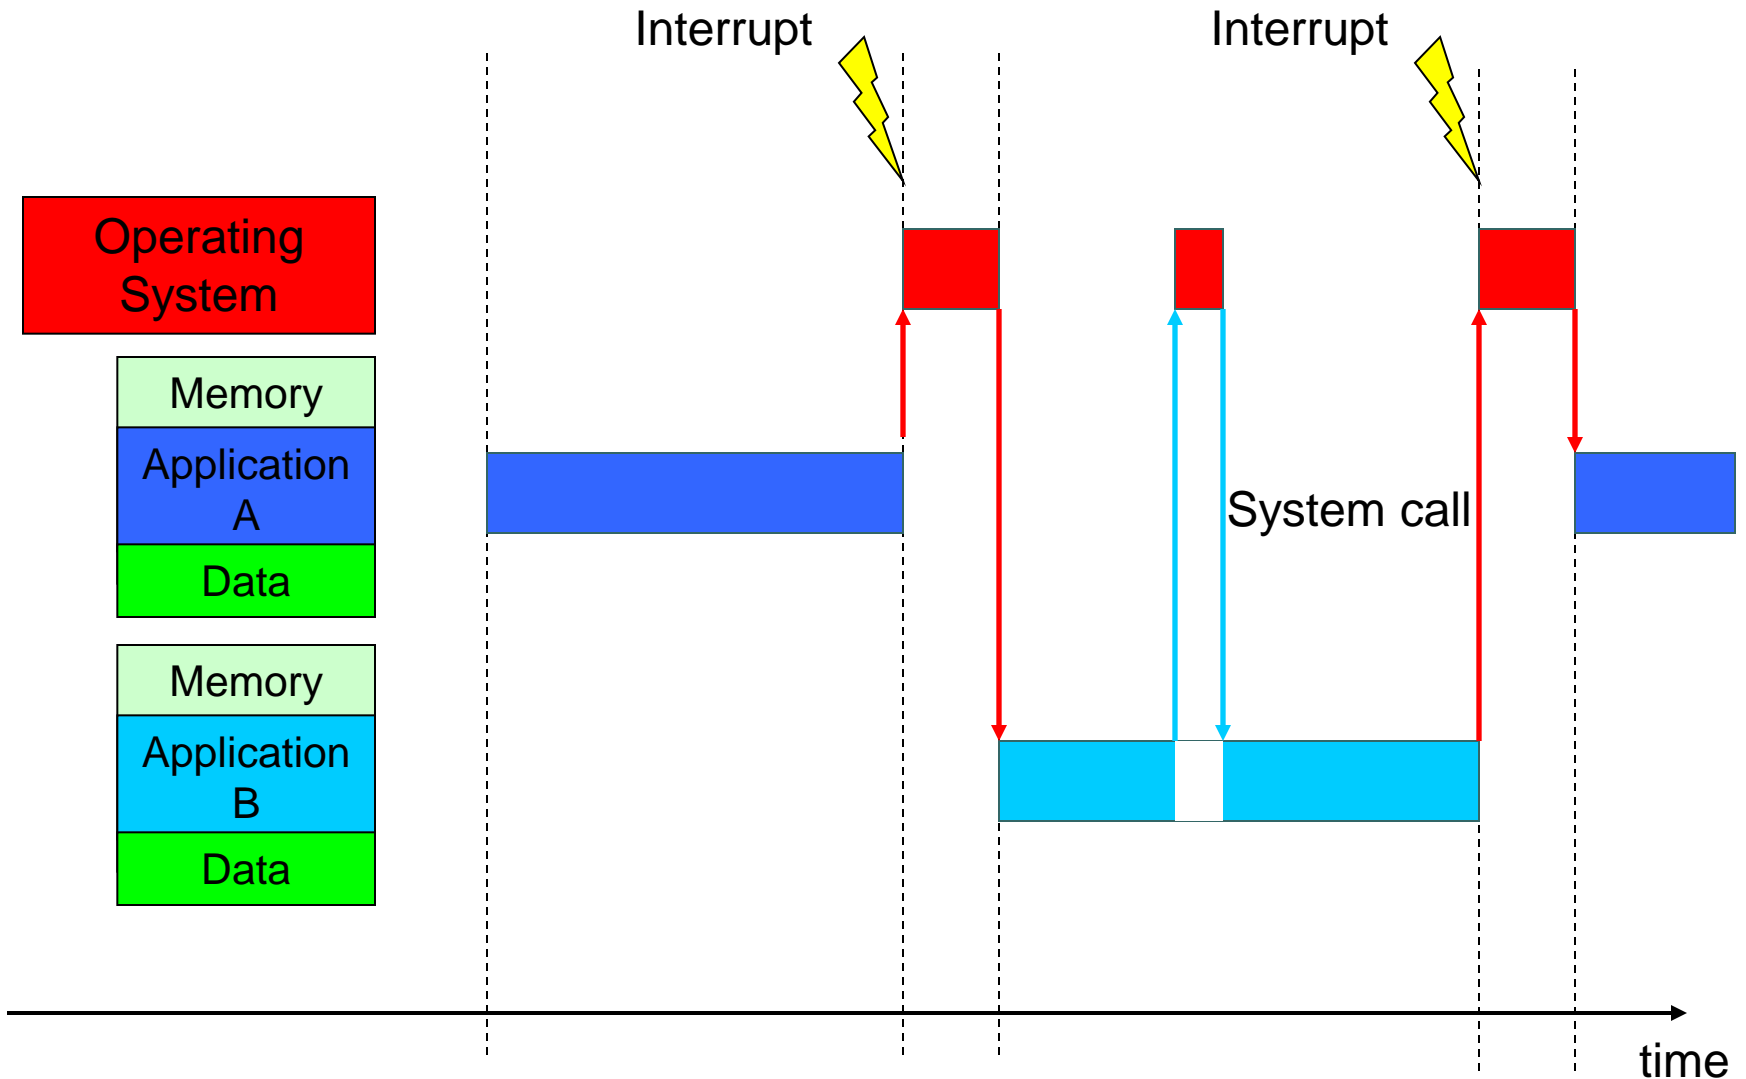 Interrupt
Interrupt
Operating
System
Memory
Application
A
Data
System call
Memory
Application
B
Data
time